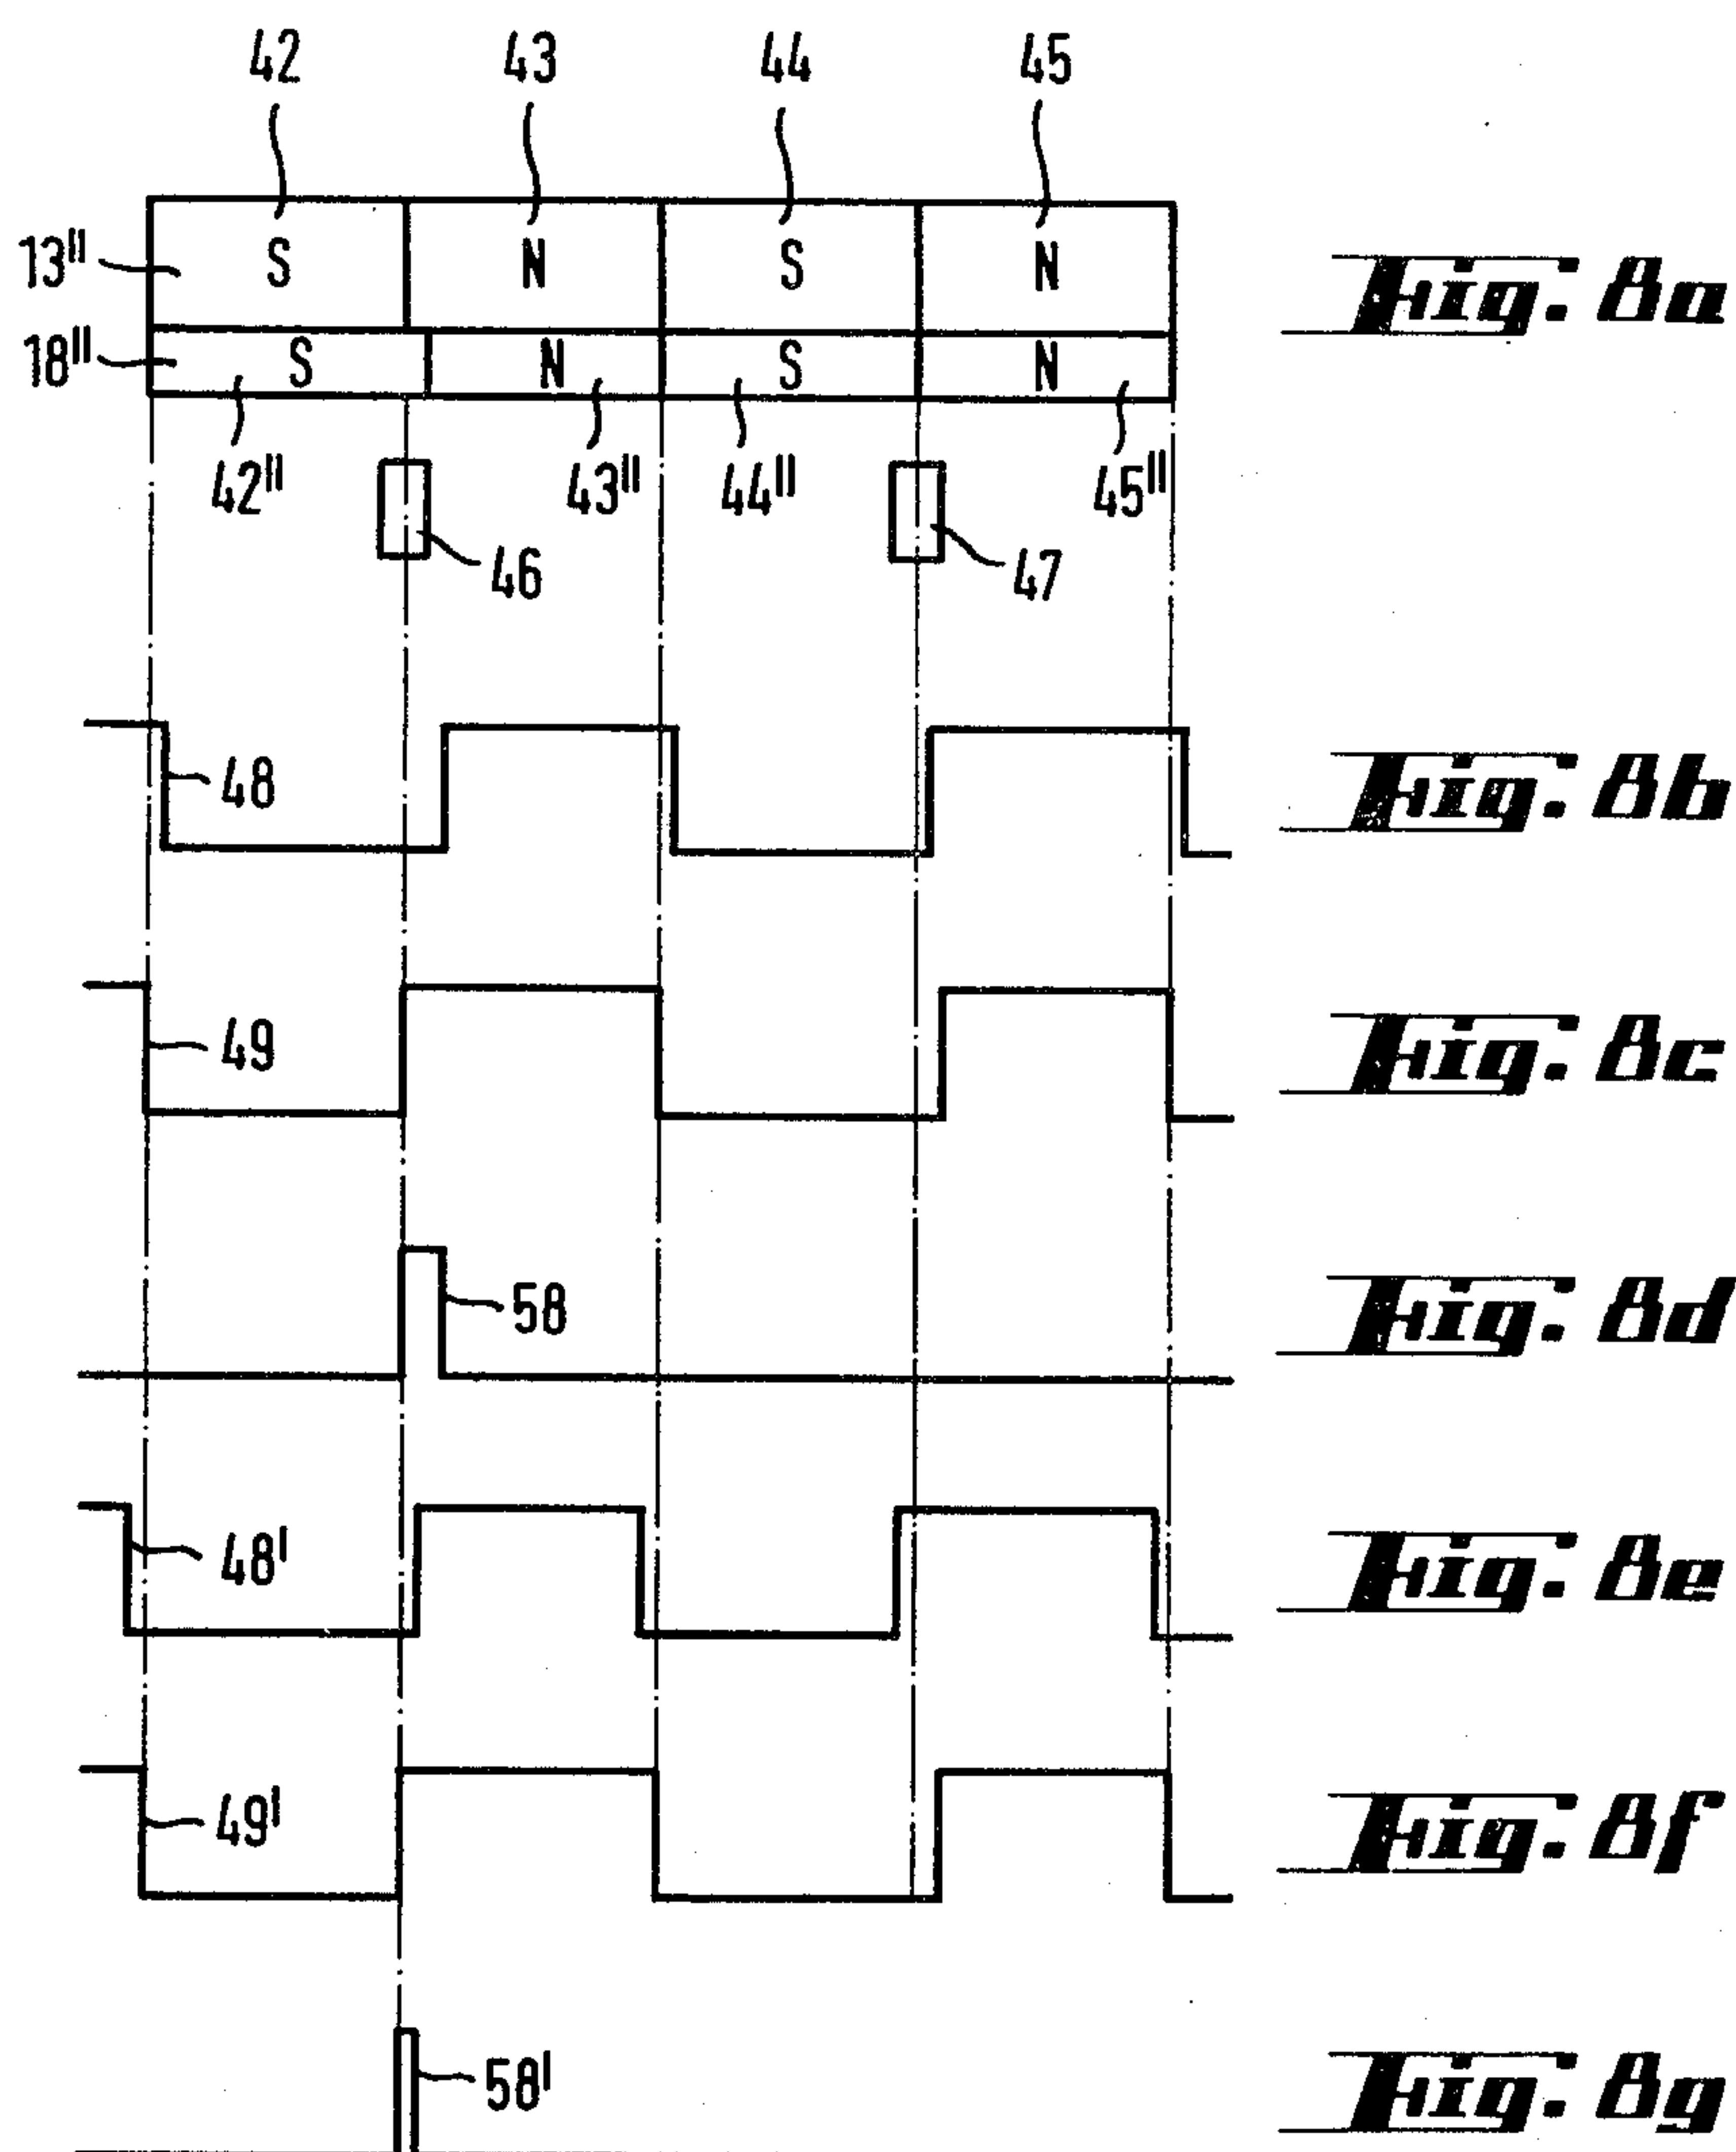 42 43 44 45
13" S N S N Fig. 8a
18" S N S N
42" 43" 44" 45"
46 47
48 Fig. 8b
49 Fig. 8c
58 Fig. 8d
48' Fig. 8e
49' Fig. 8f
58' Fig. 8g